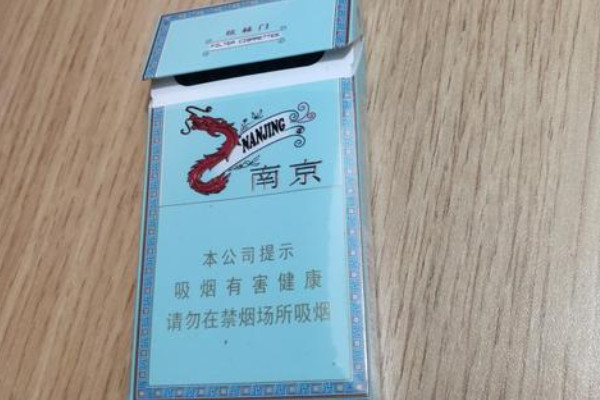 炫赫门
FILTER CIGARETTES
NANJING
南京
本公司提示
吸烟有害健康
请勿在禁烟场所吸烟